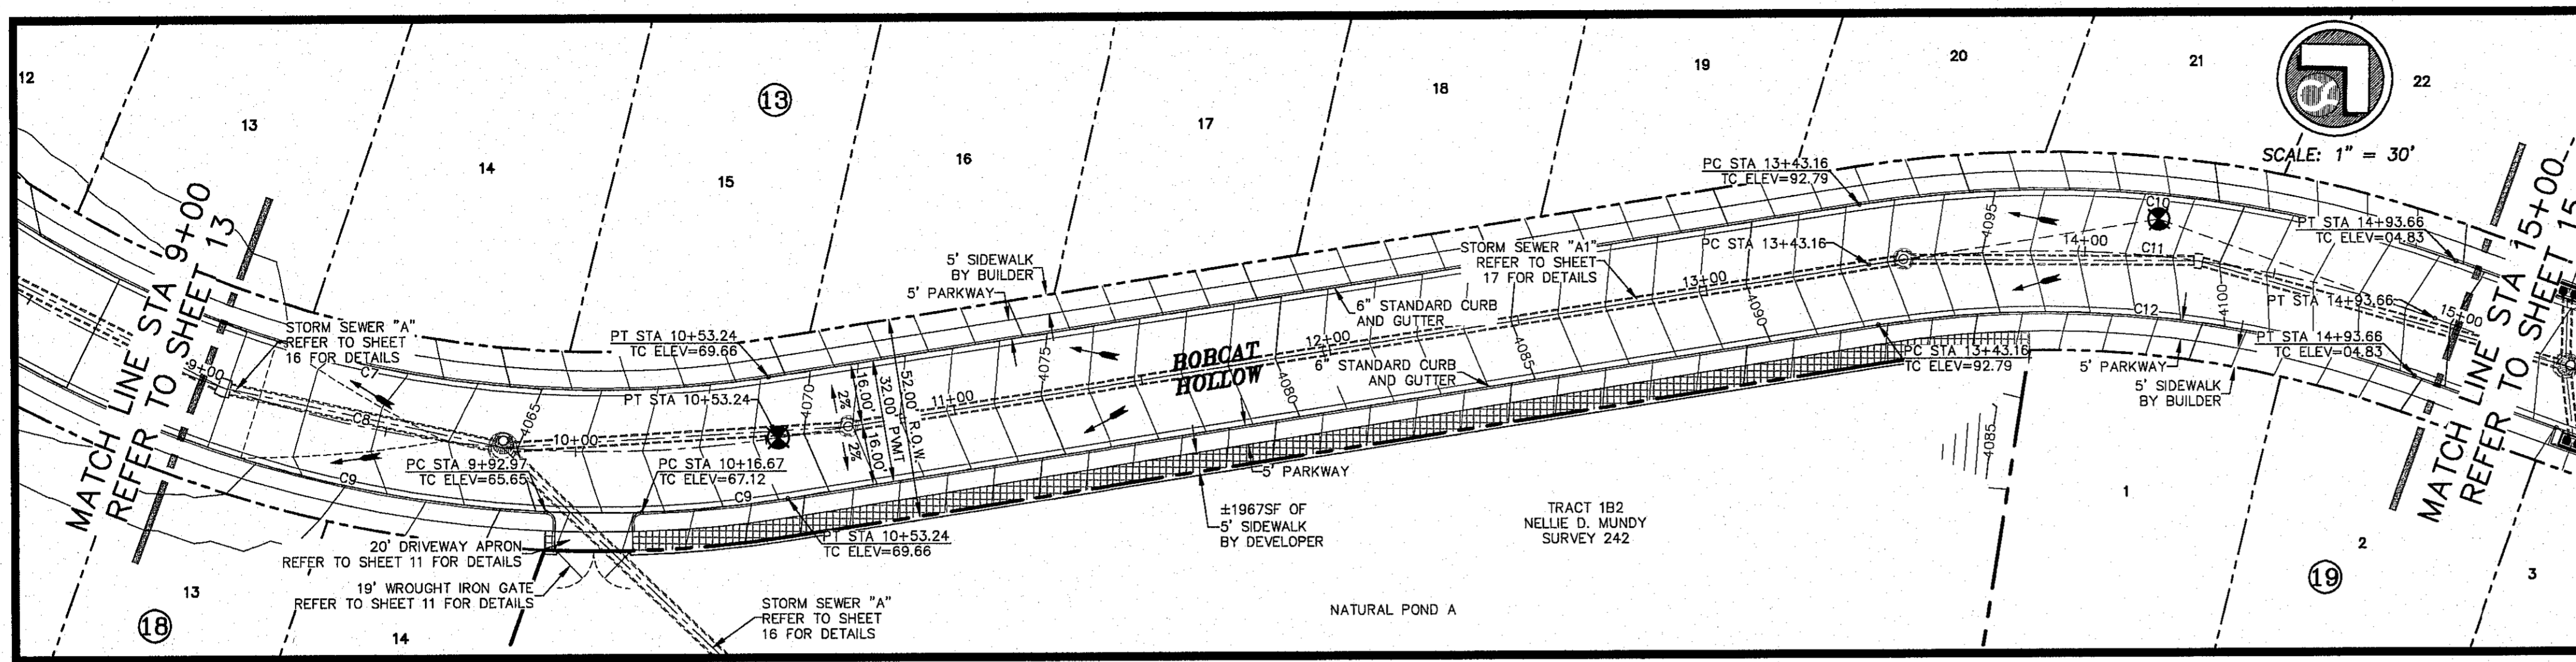 12
13
14
15
13
16
17
18
19
20
21
22
SCALE: 1" = 30'
MATCH LINE STA 9+00
REFER TO SHEET 13
STORM SEWER "A"
REFER TO SHEET
16 FOR DETAILS
9+00
C7
C8
C9
4065
PT STA 10+53.24
TC ELEV=69.66
PT STA 10+53.24
10+00
PC STA 9+92.97
TC ELEV=65.65
PC STA 10+16.67
TC ELEV=67.12
C9
PT STA 10+53.24
TC ELEV=69.66
20' DRIVEWAY APRON
REFER TO SHEET 11 FOR DETAILS
19' WROUGHT IRON GATE
REFER TO SHEET 11 FOR DETAILS
13
18
14
STORM SEWER "A"
REFER TO SHEET
16 FOR DETAILS
4070
2%
2%
16.00'
16.00'
32.00' PVMT
52.00' R.O.W.
11+00
5' SIDEWALK
BY BUILDER
5' PARKWAY
4075
BOBCAT
HOLLOW
4080
12+00
6" STANDARD CURB
AND GUTTER
6" STANDARD CURB
AND GUTTER
5' PARKWAY
±1967SF OF
5' SIDEWALK
BY DEVELOPER
STORM SEWER "A1"
REFER TO SHEET
17 FOR DETAILS
4085
13+00
4090
PC STA 13+43.16
TC ELEV=92.79
PC STA 13+43.16
PC STA 13+43.16
TC ELEV=92.79
TRACT 1B2
NELLIE D. MUNDY
SURVEY 242
NATURAL POND A
4085
4095
14+00
C10
C11
C12
4100
PT STA 14+93.66
TC ELEV=04.83
PT STA 14+93.66
15+00
PT STA 14+93.66
TC ELEV=04.83
5' PARKWAY
5' SIDEWALK
BY BUILDER
1
2
19
3
MATCH LINE STA 15+00
REFER TO SHEET 15